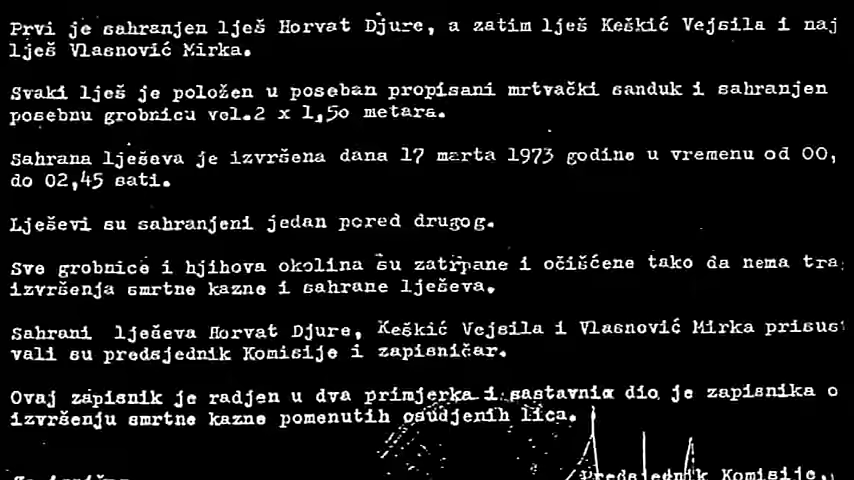 Prvi je sahranjen lješ Horvat Djure, a zatim lješ Keškić Vejsila i naj
lješ Vlasnović Mirka.
Svaki lješ je položen u poseban propisani mrtvački sanduk i sahranjen
posebnu grobnicu vel.2 x 1,50 metara.
Sahrana lješeva je izvršena dana 17 marta 1973 godine u vremenu od 00,
do 02,45 sati.
Lješevi su sahranjeni jedan pored drugog.
Sve grobnice i hjihova okolina su zatrpane i očišćene tako da nema tra
izvršenja smrtne kazne i sahrane lješeva.
Sahrani lješeva Horvat Djure, Keškić Vejsila i Vlasnović Mirka prisus
vali su predsjednik Komisije i zapisničar.
Ovaj zapisnik je radjen u dva primjerka i sastavni dio je zapisnika o
izvršenju smrtne kazne pomenutih osudjenih lica.
Predsjednik Komisije,